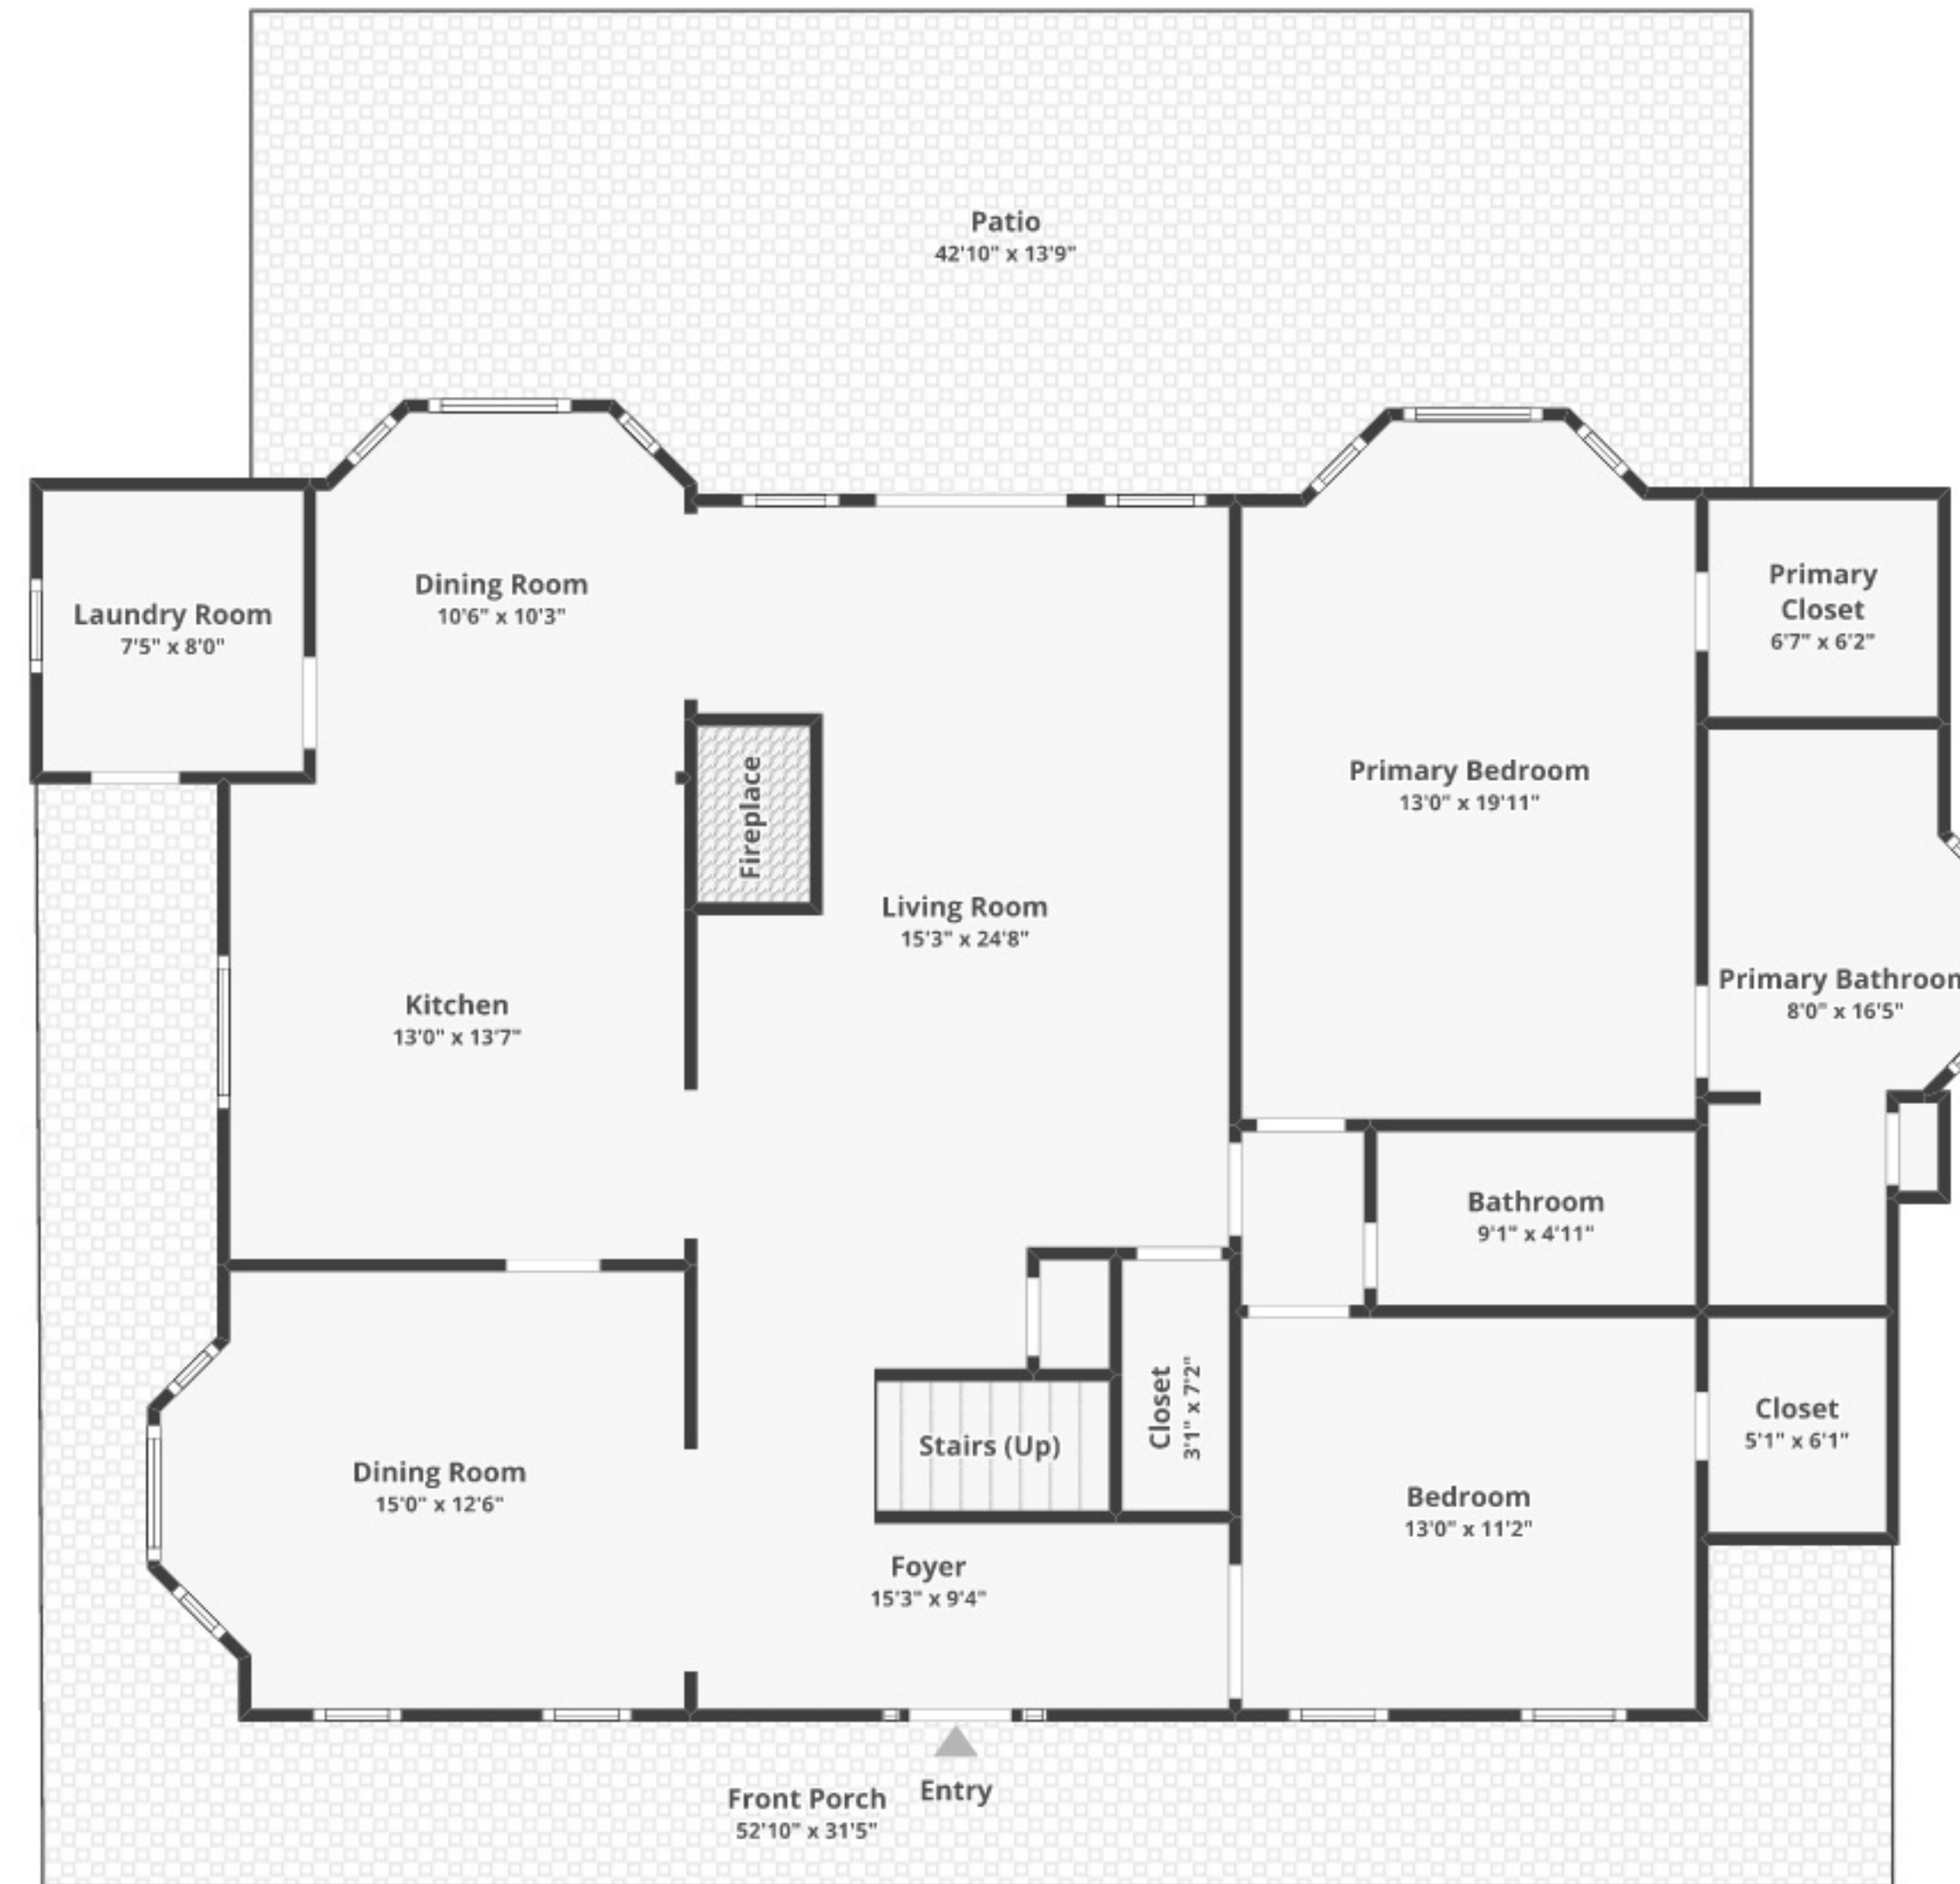 Patio
42'10" x 13'9"
Dining Room
10'6" x 10'3"
Laundry Room
7'5" x 8'0"
Primary
Closet
6'7" x 6'2"
Fireplace
Primary Bedroom
13'0" x 19'11"
Living Room
15'3" x 24'8"
Kitchen
13'0" x 13'7"
Primary Bathroom
8'0" x 16'5"
Bathroom
9'1" x 4'11"
Closet
3'1" x 7'2"
Stairs (Up)
Closet
5'1" x 6'1"
Dining Room
15'0" x 12'6"
Bedroom
13'0" x 11'2"
Foyer
15'3" x 9'4"
Entry
Front Porch
52'10" x 31'5"